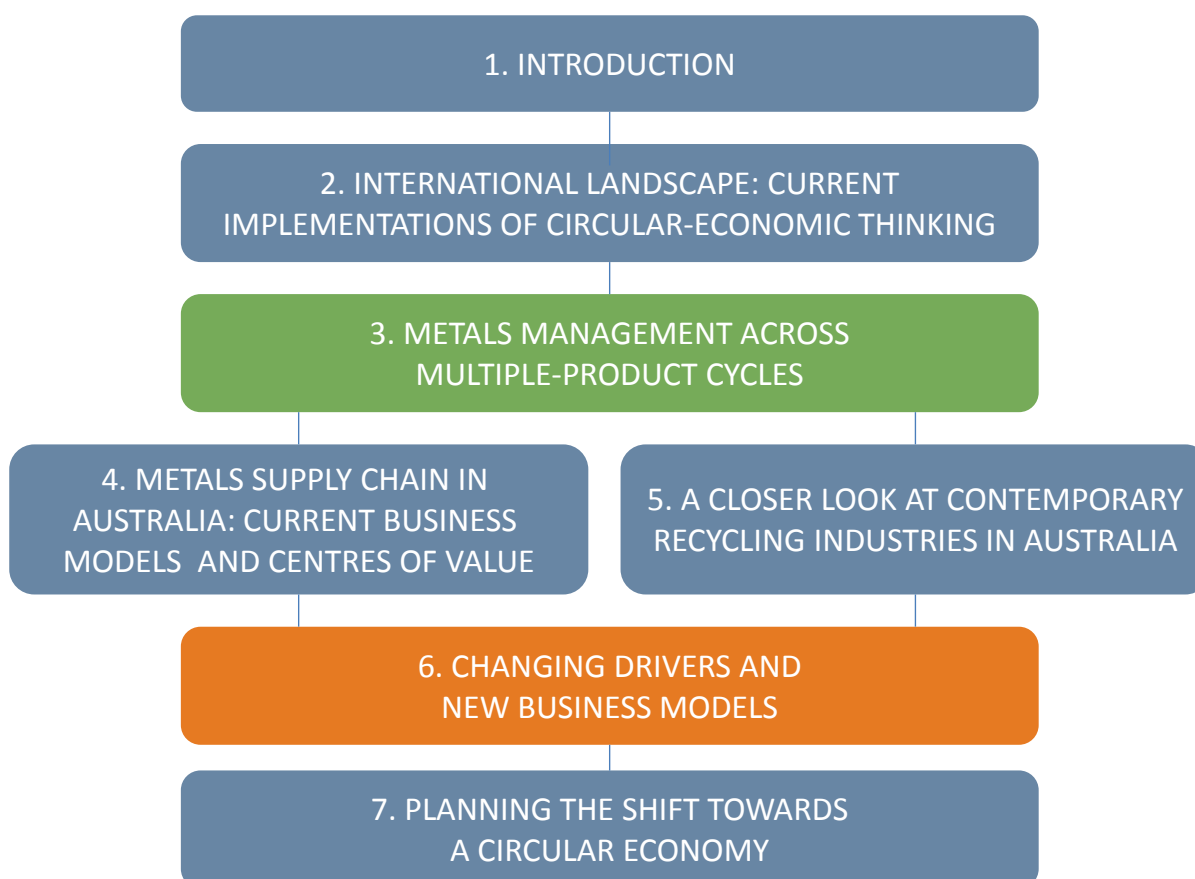 1. INTRODUCTION
2. INTERNATIONAL LANDSCAPE: CURRENT
IMPLEMENTATIONS OF CIRCULAR-ECONOMIC THINKING
3. METALS MANAGEMENT ACROSS
MULTIPLE-PRODUCT CYCLES
4. METALS SUPPLY CHAIN IN
AUSTRALIA: CURRENT BUSINESS
MODELS  AND CENTRES OF VALUE
5. A CLOSER LOOK AT CONTEMPORARY
RECYCLING INDUSTRIES IN AUSTRALIA
6. CHANGING DRIVERS AND
NEW BUSINESS MODELS
7. PLANNING THE SHIFT TOWARDS
A CIRCULAR ECONOMY